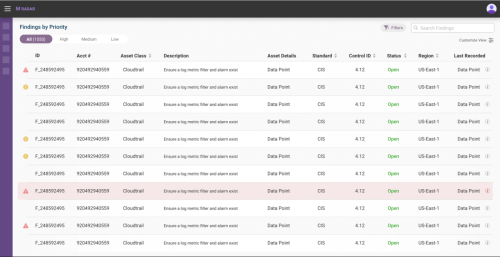 M HAKAN
Findings by Priority
Filters
Search Findings
All (1033) High Medium Low
Customize View
ID Acct # Asset Class Description Asset Details Standard Control ID Status Region Last Recorded
F_248592495 920492940559 Cloudtrail Ensure a log metric filter and alarm exist Data Point CIS 4.12 Open US-East-1 Data Point
F_248592495 920492940559 Cloudtrail Ensure a log metric filter and alarm exist Data Point CIS 4.12 Open US-East-1 Data Point
F_248592495 920492940559 Cloudtrail Ensure a log metric filter and alarm exist Data Point CIS 4.12 Open US-East-1 Data Point
F_248592495 920492940559 Cloudtrail Ensure a log metric filter and alarm exist Data Point CIS 4.12 Open US-East-1 Data Point
F_248592495 920492940559 Cloudtrail Ensure a log metric filter and alarm exist Data Point CIS 4.12 Open US-East-1 Data Point
F_248592495 920492940559 Cloudtrail Ensure a log metric filter and alarm exist Data Point CIS 4.12 Open US-East-1 Data Point
F_248592495 920492940559 Cloudtrail Ensure a log metric filter and alarm exist Data Point CIS 4.12 Open US-East-1 Data Point
F_248592495 920492940559 Cloudtrail Ensure a log metric filter and alarm exist Data Point CIS 4.12 Open US-East-1 Data Point
F_248592495 920492940559 Cloudtrail Ensure a log metric filter and alarm exist Data Point CIS 4.12 Open US-East-1 Data Point
F_248592495 920492940559 Cloudtrail Ensure a log metric filter and alarm exist Data Point CIS 4.12 Open US-East-1 Data Point
F_248592495 920492940559 Cloudtrail Ensure a log metric filter and alarm exist Data Point CIS 4.12 Open US-East-1 Data Point